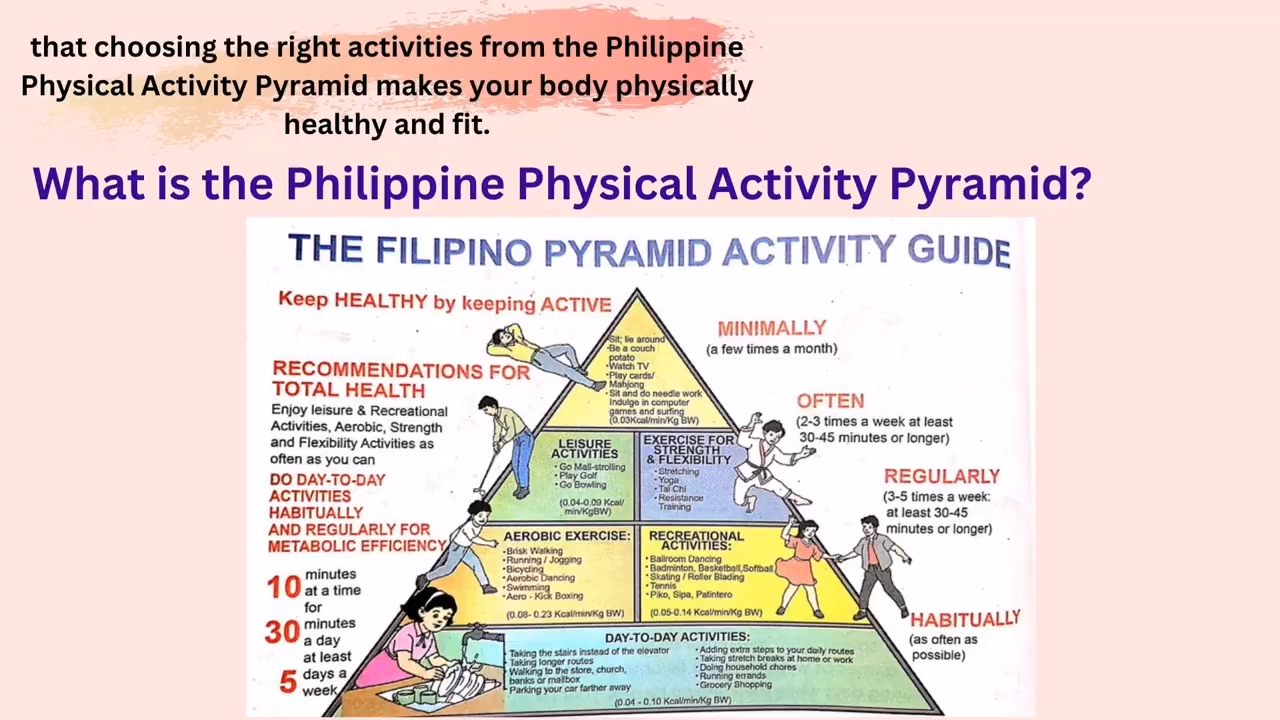 that choosing the right activities from the Philippine
Physical Activity Pyramid makes your body physically
healthy and fit.
What is the Philippine Physical Activity Pyramid?
THE FILIPINO PYRAMID ACTIVITY GUIDE
Keep HEALTHY by keeping ACTIVE
MINIMALLY
(a few times a month)
Sit; lie around
•Be a couch
potato
•Watch TV
•Play cards/
Mahjong
•Sit and do needle work
Indulge in computer
games and surfing
(0.03Kcal/min/Kg BW)
RECOMMENDATIONS FOR
TOTAL HEALTH
Enjoy leisure & Recreational
Activities, Aerobic, Strength
and Flexibility Activities as
often as you can
DO DAY-TO-DAY
ACTIVITIES
HABITUALLY
AND REGULARLY FOR
METABOLIC EFFICIENCY
10 minutes
at a time
for
30 minutes
a day
at least
5 days a
week
OFTEN
(2-3 times a week at least
30-45 minutes or longer)
LEISURE
ACTIVITIES
• Go Mall-strolling
• Play Golf
• Go Bowling
(0.04-0.09 Kcal/
min/KgBW)
EXERCISE FOR
STRENGTH
& FLEXIBILITY
• Stretching
• Yoga
• Tai Chi
• Resistance
Training
REGULARLY
(3-5 times a week:
at least 30-45
minutes or longer)
AEROBIC EXERCISE:
•Brisk Walking
•Running / Jogging
•Bicycling
•Aerobic Dancing
•Swimming
•Aero - Kick Boxing
(0.08- 0.23 Kcal/min/Kg BW)
RECREATIONAL
ACTIVITIES:
• Ballroom Dancing
• Badminton, Basketball,Softball
• Skating / Roller Blading
• Tennis
• Piko, Sipa, Patintero
(0.05-0.14 Kcal/min/Kg BW)
HABITUALLY
(as often as
possible)
DAY-TO-DAY ACTIVITIES:
•Taking the stairs instead of the elevator
•Taking longer routes
•Walking to the store, church,
banks or mailbox
•Parking your car farther away
•Adding extra steps to your daily routes
•Taking stretch breaks at home or work
•Doing household chores
•Running errands
•Grocery Shopping
(0.04 - 0.10 Kcal/min/Kg BW)